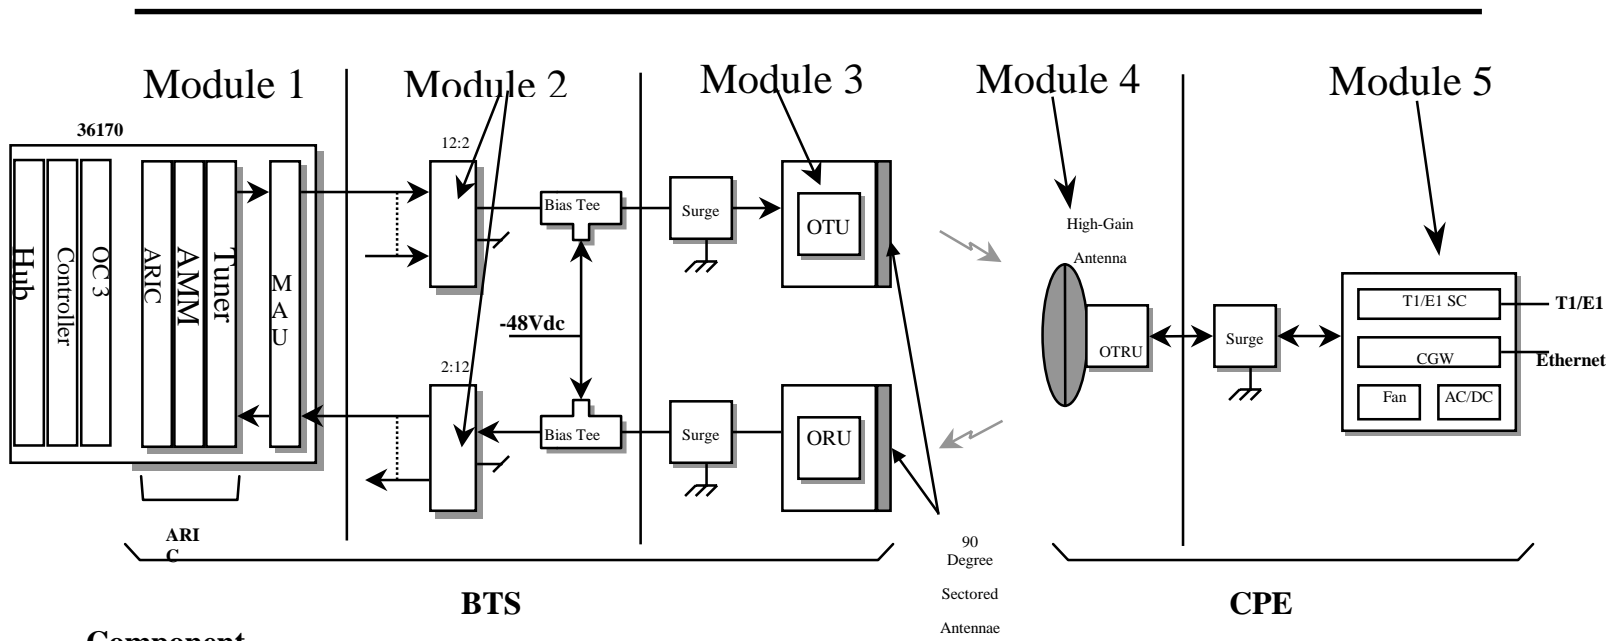 Module 1
Module 2
Module 3
Module 4
Module 5
36170
Hub
Controller
OC 3
ARIC
AMM
Tuner
M
A
U
12:2
Bias Tee
Surge
OTU
-48Vdc
2:12
Bias Tee
Surge
ORU
High-Gain
Antenna
OTRU
Surge
T1/E1 SC
T1/E1
CGW
Ethernet
Fan
AC/DC
ARI
C
90
Degree
Sectored
Antennae
BTS
CPE
Component